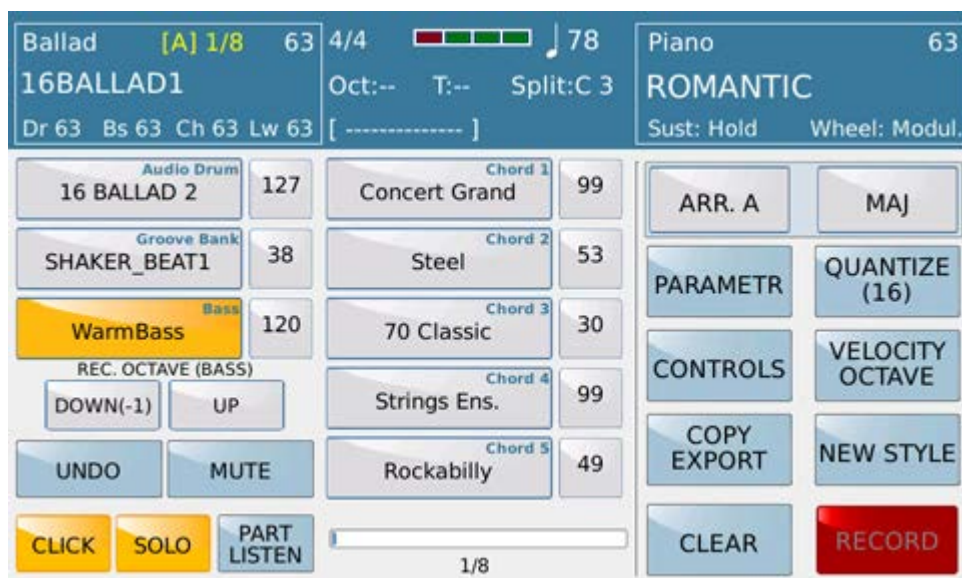 Ballad [A] 1/8 63
16BALLAD1
Dr 63 Bs 63 Ch 63 Lw 63
4/4 78
Oct:-- T:-- Split:C 3
[ -------------- ]
Piano 63
ROMANTIC
Sust: Hold Wheel: Modul.
Audio Drum
16 BALLAD 2 127
Groove Bank
SHAKER_BEAT1 38
Bass
WarmBass 120
REC. OCTAVE (BASS)
DOWN(-1) UP
UNDO MUTE
CLICK SOLO PART
LISTEN
Chord 1
Concert Grand 99
Chord 2
Steel 53
Chord 3
70 Classic 30
Chord 4
Strings Ens. 99
Chord 5
Rockabilly 49
1/8
ARR. A MAJ
PARAMETR QUANTIZE
(16)
CONTROLS VELOCITY
OCTAVE
COPY
EXPORT NEW STYLE
CLEAR RECORD